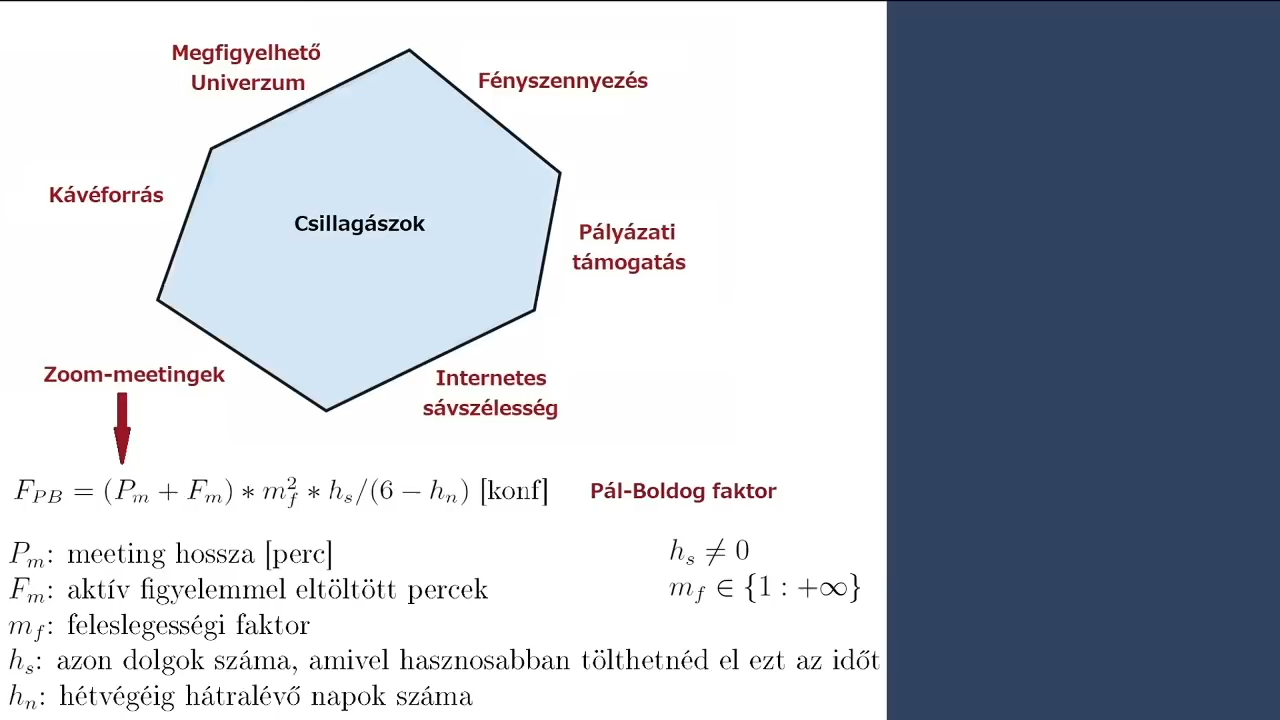 Megfigyelhető
Univerzum
Fényszennyezés
Kávéforrás
Csillagászok
Pályázati
támogatás
Zoom-meetingek
Internetes
sávszélesség
F_{PB} = (P_m + F_m) * m_f^2 * h_s/(6 − h_n) [konf]
Pál-Boldog faktor
P_m: meeting hossza [perc]
h_s ≠ 0
F_m: aktív figyelemmel eltöltött percek
m_f ∈ {1 : +∞}
m_f: feleslegességi faktor
h_s: azon dolgok száma, amivel hasznosabban tölthetnéd el ezt az időt
h_n: hétvégéig hátralévő napok száma